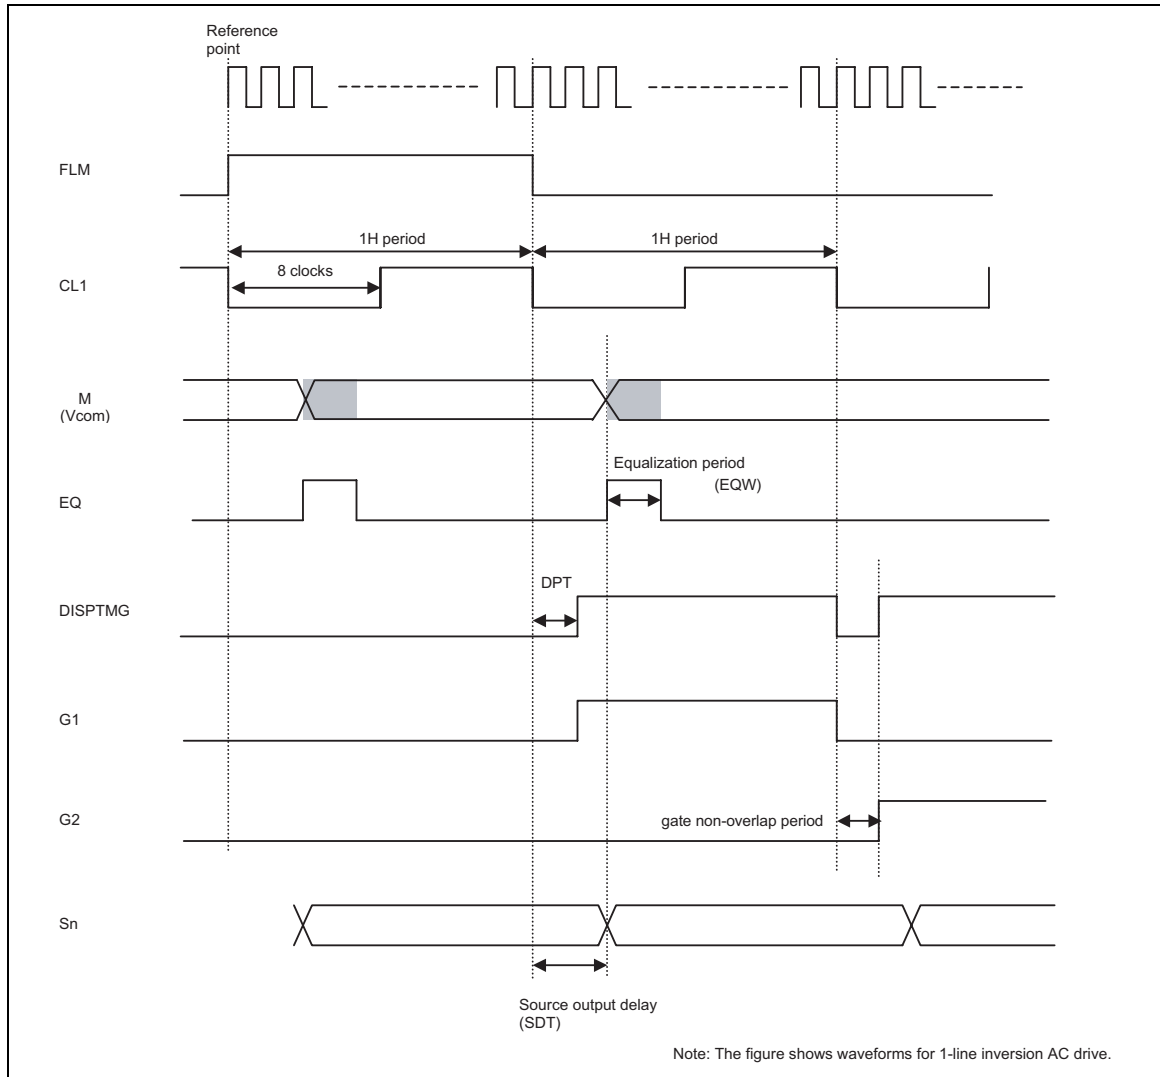 Reference
point
FLM
1H period
1H period
8 clocks
CL1
M
(Vcom)
Equalization period
(EQW)
EQ
DPT
DISPTMG
G1
G2
gate non-overlap period
Sn
Source output delay
(SDT)
Note: The figure shows waveforms for 1-line inversion AC drive.